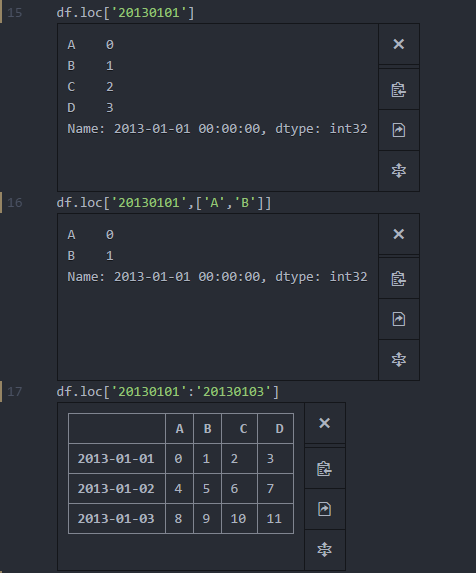 15 df.loc['20130101']
A 0
B 1
C 2
D 3
Name: 2013-01-01 00:00:00, dtype: int32
16 df.loc['20130101',['A','B']]
A 0
B 1
Name: 2013-01-01 00:00:00, dtype: int32
17 df.loc['20130101':'20130103']
A B C D
2013-01-01 0 1 2 3
2013-01-02 4 5 6 7
2013-01-03 8 9 10 11